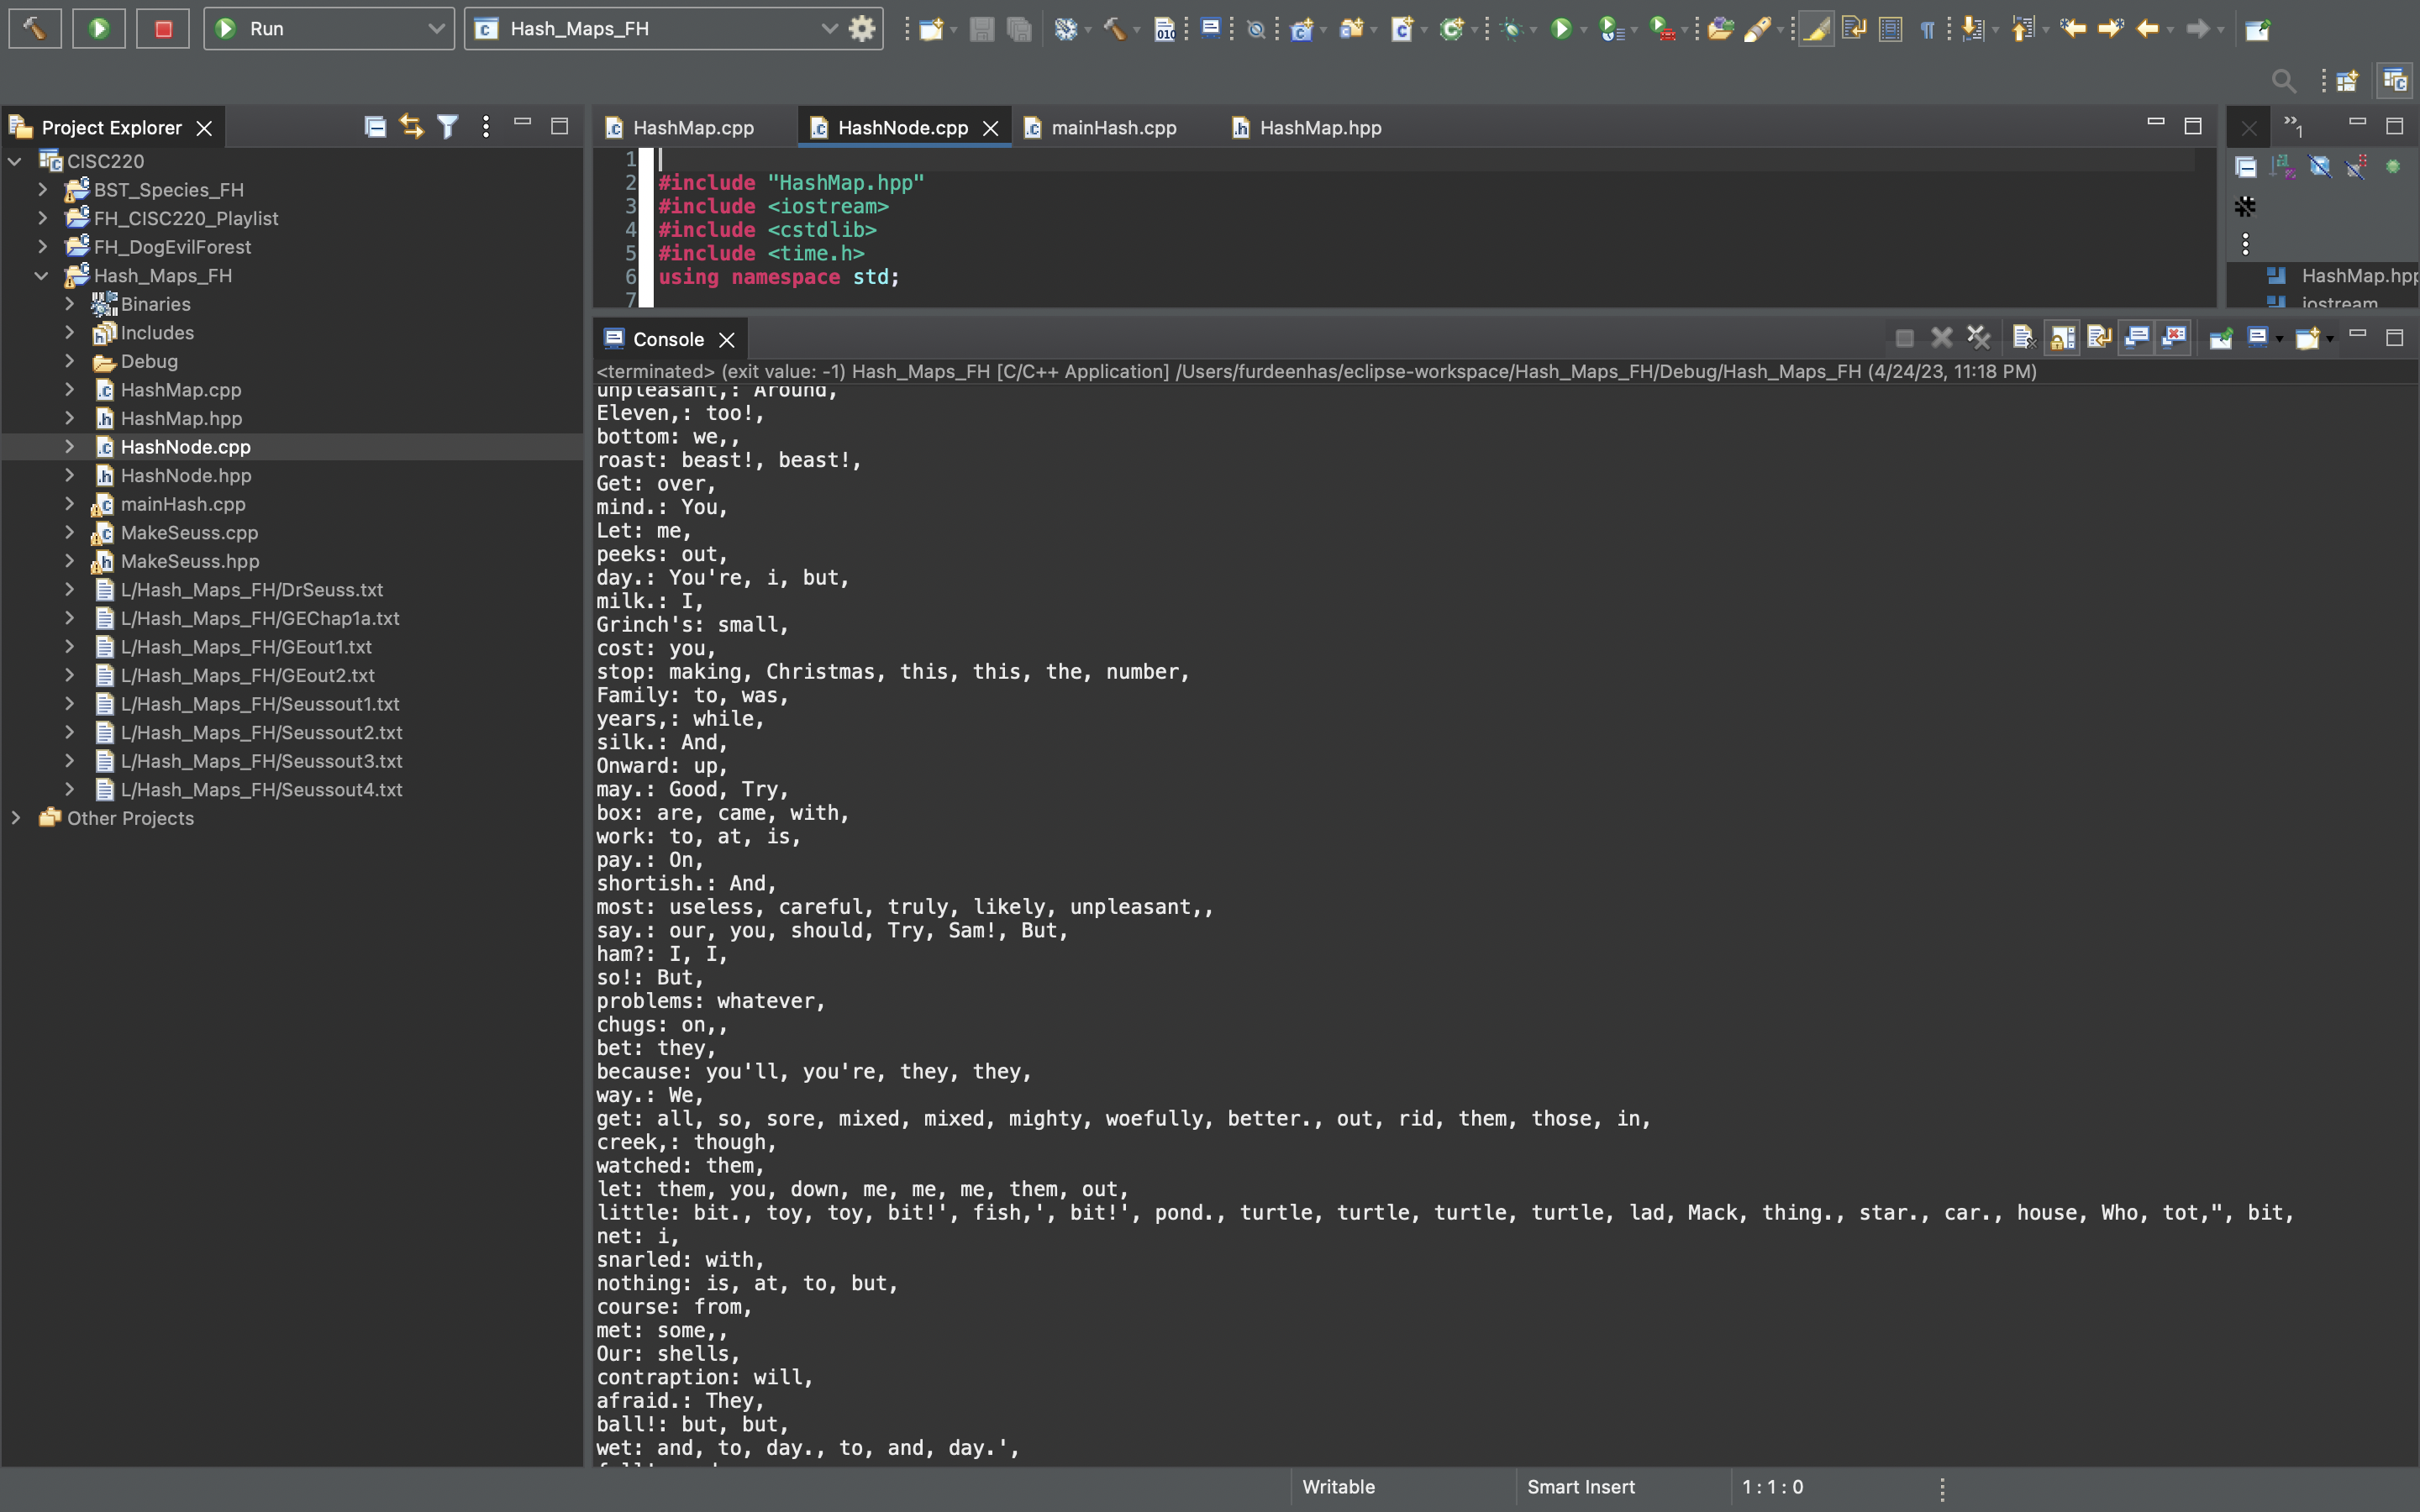 Run
Hash_Maps_FH
Project Explorer
CISC220
BST_Species_FH
FH_CISC220_Playlist
FH_DogEvilForest
Hash_Maps_FH
Binaries
Includes
Debug
HashMap.cpp
HashMap.hpp
HashNode.cpp
HashNode.hpp
mainHash.cpp
MakeSeuss.cpp
MakeSeuss.hpp
L/Hash_Maps_FH/DrSeuss.txt
L/Hash_Maps_FH/GEChap1a.txt
L/Hash_Maps_FH/GEout1.txt
L/Hash_Maps_FH/GEout2.txt
L/Hash_Maps_FH/Seussout1.txt
L/Hash_Maps_FH/Seussout2.txt
L/Hash_Maps_FH/Seussout3.txt
L/Hash_Maps_FH/Seussout4.txt
Other Projects
HashMap.cpp HashNode.cpp mainHash.cpp HashMap.hpp
1
2 #include "HashMap.hpp"
3 #include <iostream>
4 #include <cstdlib>
5 #include <time.h>
6 using namespace std;
7
»1
HashMap.hpp
iostream
Console
<terminated> (exit value: -1) Hash_Maps_FH [C/C++ Application] /Users/furdeenhas/eclipse-workspace/Hash_Maps_FH/Debug/Hash_Maps_FH (4/24/23, 11:18 PM)
unpleasant,: Around,
Eleven,: too!,
bottom: we,,
roast: beast!, beast!,
Get: over,
mind.: You,
Let: me,
peeks: out,
day.: You're, i, but,
milk.: I,
Grinch's: small,
cost: you,
stop: making, Christmas, this, this, the, number,
Family: to, was,
years,: while,
silk.: And,
Onward: up,
may.: Good, Try,
box: are, came, with,
work: to, at, is,
pay.: On,
shortish.: And,
most: useless, careful, truly, likely, unpleasant,,
say.: our, you, should, Try, Sam!, But,
ham?: I, I,
so!: But,
problems: whatever,
chugs: on,,
bet: they,
because: you'll, you're, they, they,
way.: We,
get: all, so, sore, mixed, mixed, mighty, woefully, better., out, rid, them, those, in,
creek,: though,
watched: them,
let: them, you, down, me, me, me, them, out,
little: bit., toy, toy, bit!', fish,', bit!', pond., turtle, turtle, turtle, turtle, lad, Mack, thing., star., car., house, Who, tot,", bit,
net: i,
snarled: with,
nothing: is, at, to, but,
course: from,
met: some,,
Our: shells,
contraption: will,
afraid.: They,
ball!: but, but,
wet: and, to, day., to, and, day.',
Writable Smart Insert 1 : 1 : 0